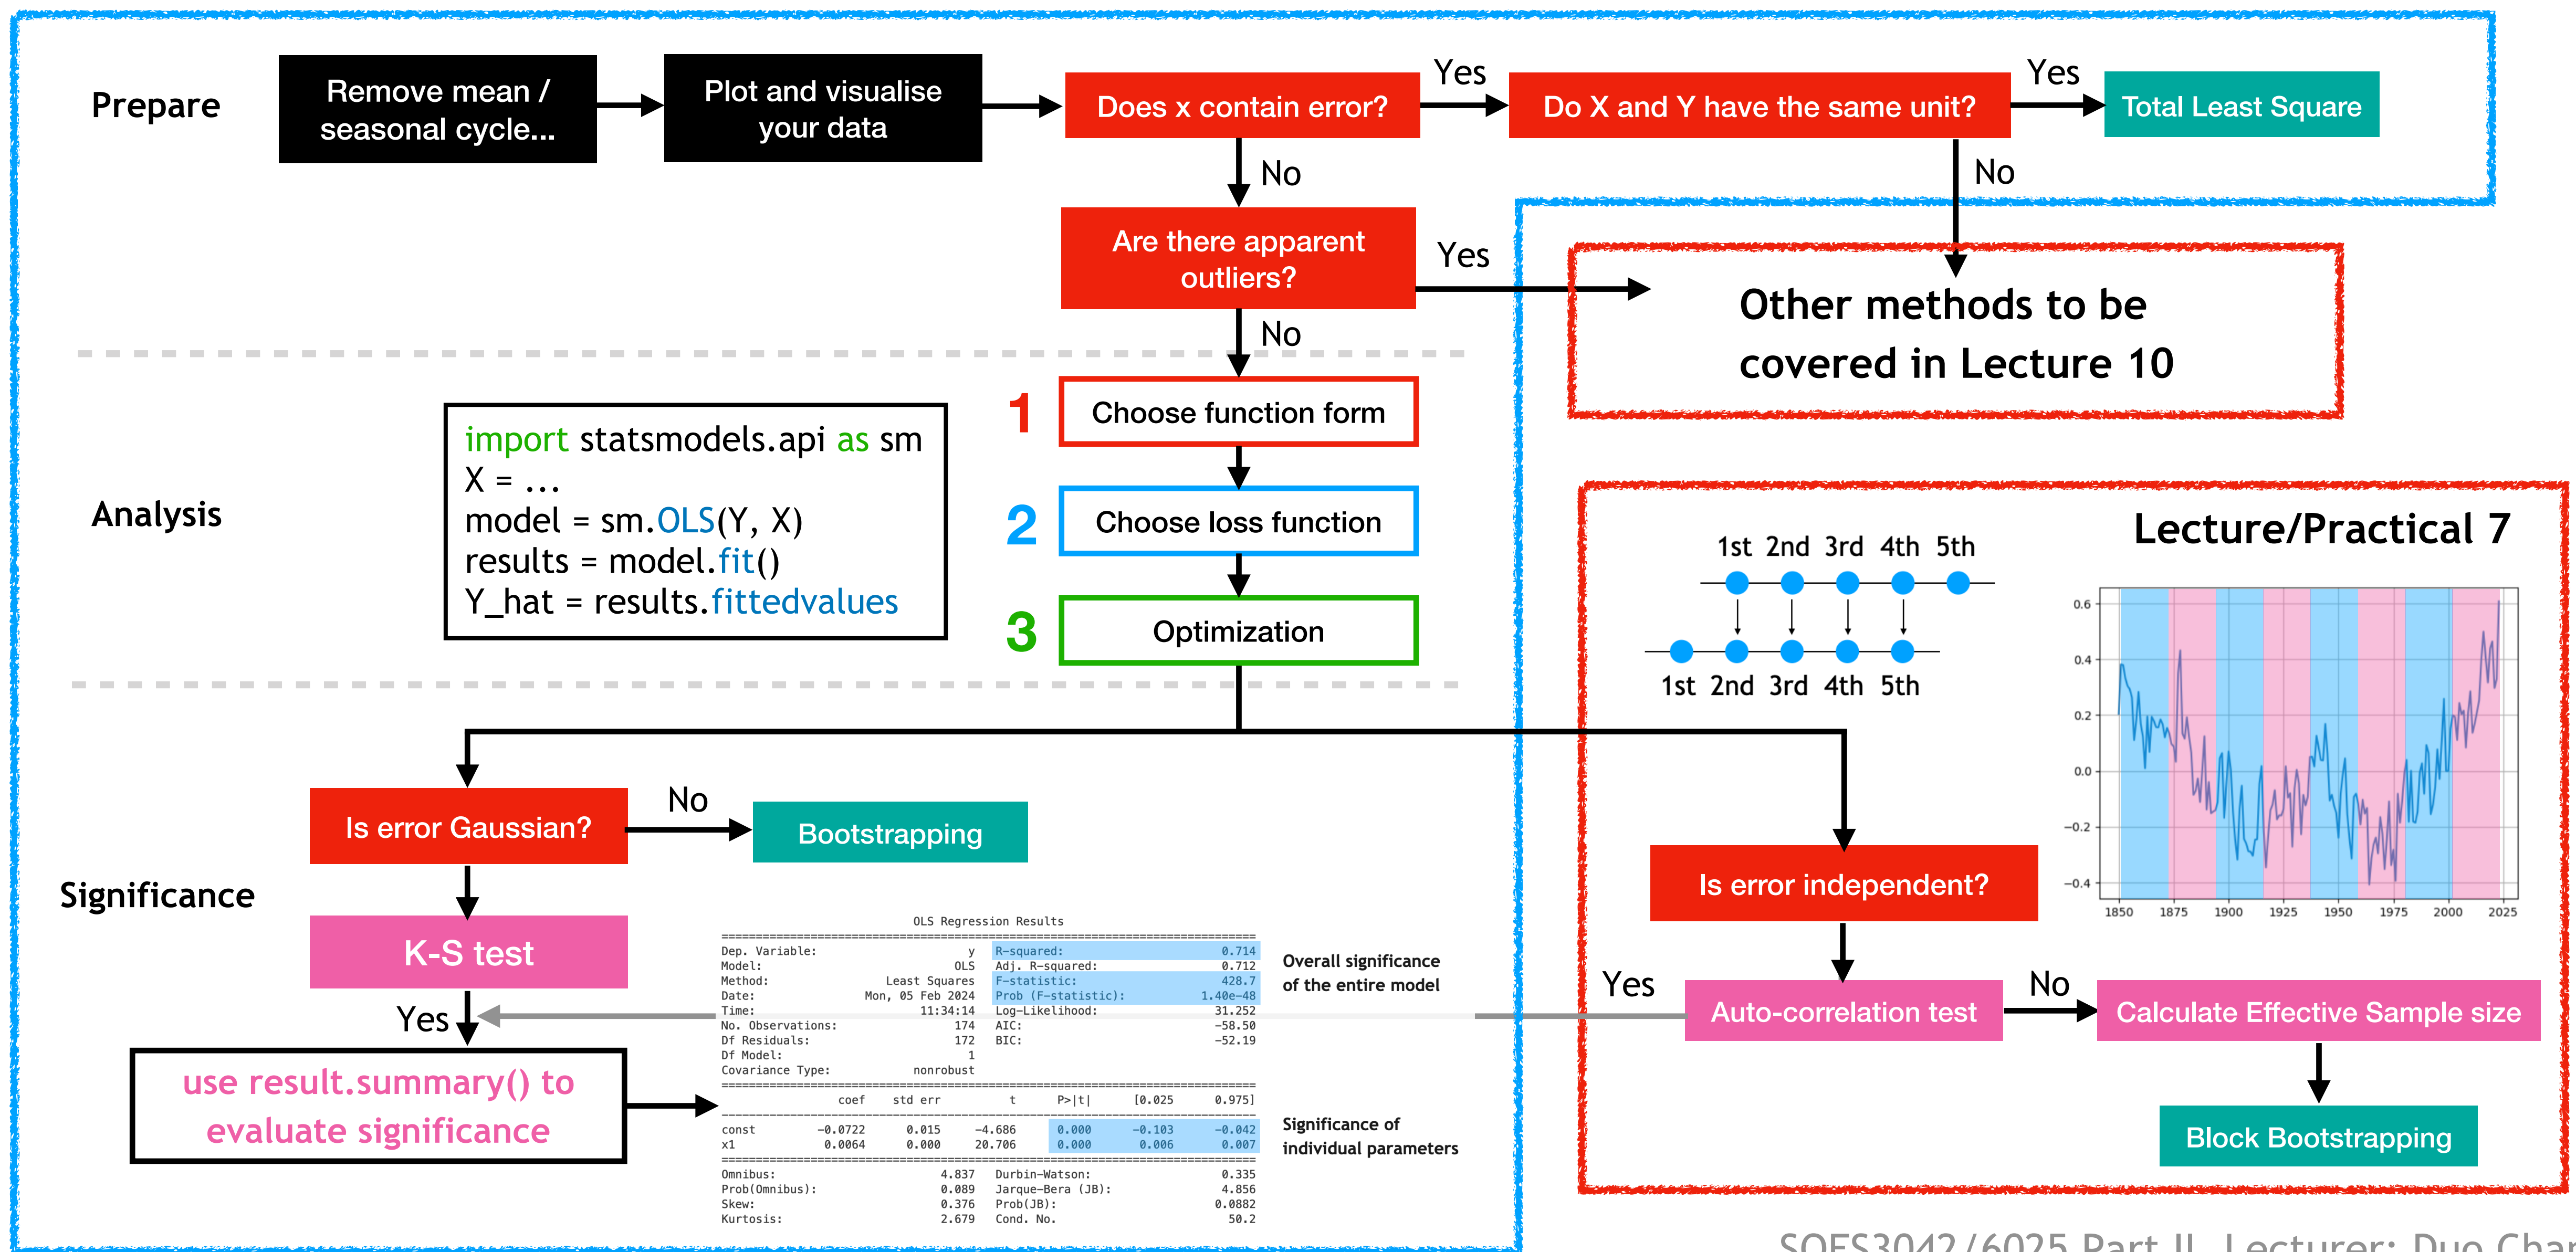 Prepare
Remove mean /
seasonal cycle...
Plot and visualise
your data
Does x contain error?
Yes
Do X and Y have the same unit?
Yes
Total Least Square
No
No
Are there apparent
outliers?
Yes
Other methods to be
covered in Lecture 10
No
Analysis
import statsmodels.api as sm
X = ...
model = sm.OLS(Y, X)
results = model.fit()
Y_hat = results.fittedvalues
1 Choose function form
2 Choose loss function
3 Optimization
Lecture/Practical 7
1st 2nd 3rd 4th 5th
1st 2nd 3rd 4th 5th
0.6
0.4
0.2
0.0
−0.2
−0.4
1850 1875 1900 1925 1950 1975 2000 2025
Significance
Is error Gaussian?
No
Bootstrapping
K-S test
Yes
use result.summary() to
evaluate significance
OLS Regression Results
Dep. Variable: y R-squared: 0.714
Model: OLS Adj. R-squared: 0.712
Method: Least Squares F-statistic: 428.7
Date: Mon, 05 Feb 2024 Prob (F-statistic): 1.40e-48
Time: 11:34:14 Log-Likelihood: 31.252
No. Observations: 174 AIC: −58.50
Df Residuals: 172 BIC: −52.19
Df Model: 1
Covariance Type: nonrobust
coef std err t P>|t| [0.025 0.975]
const −0.0722 0.015 −4.686 0.000 −0.103 −0.042
x1 0.0064 0.000 20.706 0.000 0.006 0.007
Omnibus: 4.837 Durbin-Watson: 0.335
Prob(Omnibus): 0.089 Jarque-Bera (JB): 4.856
Skew: 0.376 Prob(JB): 0.0882
Kurtosis: 2.679 Cond. No. 50.2
Overall significance
of the entire model
Significance of
individual parameters
Is error independent?
Yes
Auto-correlation test
No
Calculate Effective Sample size
Block Bootstrapping
SOES3042/6025 Part II Lecturer: Duo